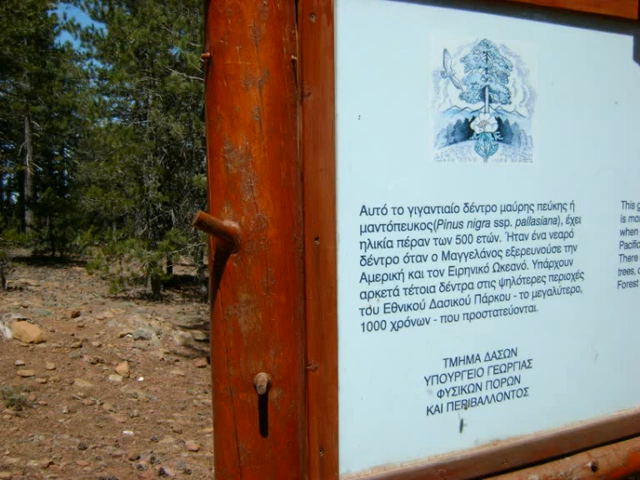 Αυτό το γιγαντιαίο δέντρο μαύρης πεύκης ή
μαντόπευκος(Pinus nigra ssp. pallasiana), έχει
ηλικία πέραν των 500 ετών. Ήταν ένα νεαρό
δέντρο όταν ο Μαγγελάνος εξερευνούσε την
Αμερική και τον Ειρηνικό Ωκεανό. Υπάρχουν
αρκετά τέτοια δέντρα στις ψηλότερες περιοχές
του Εθνικού Δασικού Πάρκου - το μεγαλύτερο,
1000 χρόνων - που προστατεύονται.
ΤΜΗΜΑ ΔΑΣΩΝ
ΥΠΟΥΡΓΕΙΟ ΓΕΩΡΓΙΑΣ
ΦΥΣΙΚΩΝ ΠΟΡΩΝ
ΚΑΙ ΠΕΡΙΒΑΛΛΟΝΤΟΣ
This g
is mo
when
Pacific
There
trees,
Forest